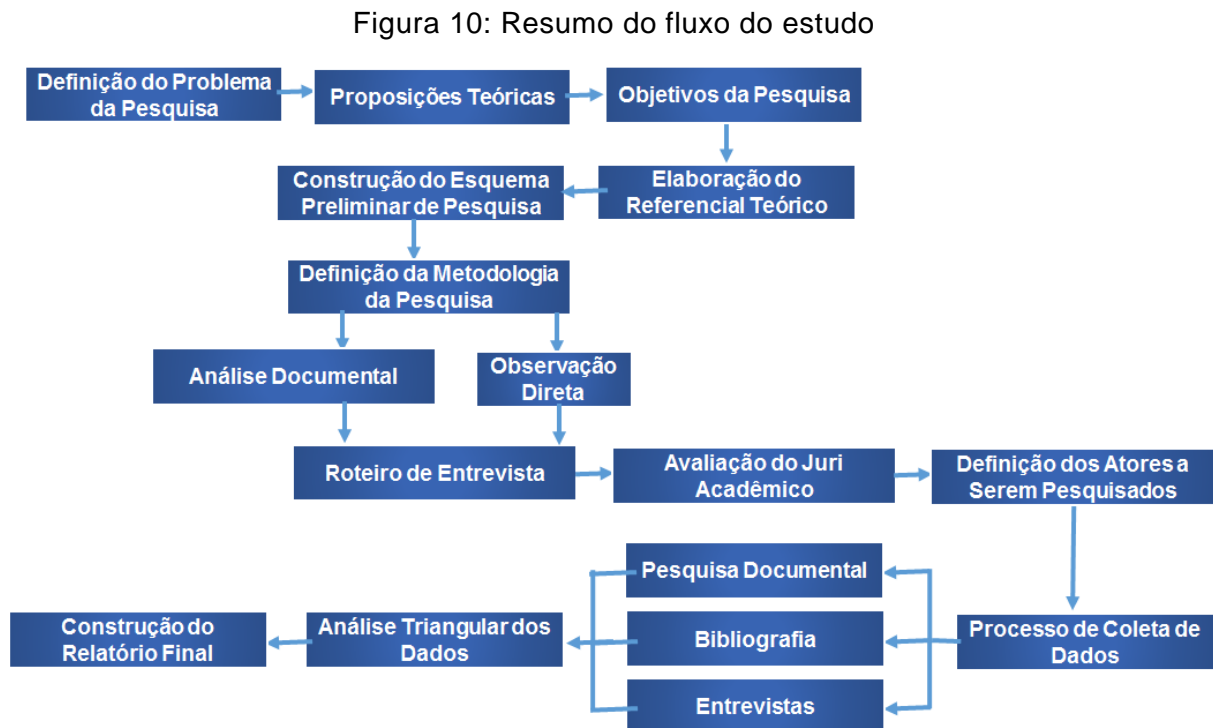 Figura 10: Resumo do fluxo do estudo
Definição do Problema
da Pesquisa
Proposições Teóricas
Objetivos da Pesquisa
Construção do Esquema
Preliminar de Pesquisa
Elaboração do
Referencial Teórico
Definição da Metodologia
da Pesquisa
Análise Documental
Observação
Direta
Roteiro de Entrevista
Avaliação do Juri
Acadêmico
Definição dos Atores a
Serem Pesquisados
Pesquisa Documental
Construção do
Relatório Final
Análise Triangular dos
Dados
Bibliografia
Processo de Coleta de
Dados
Entrevistas